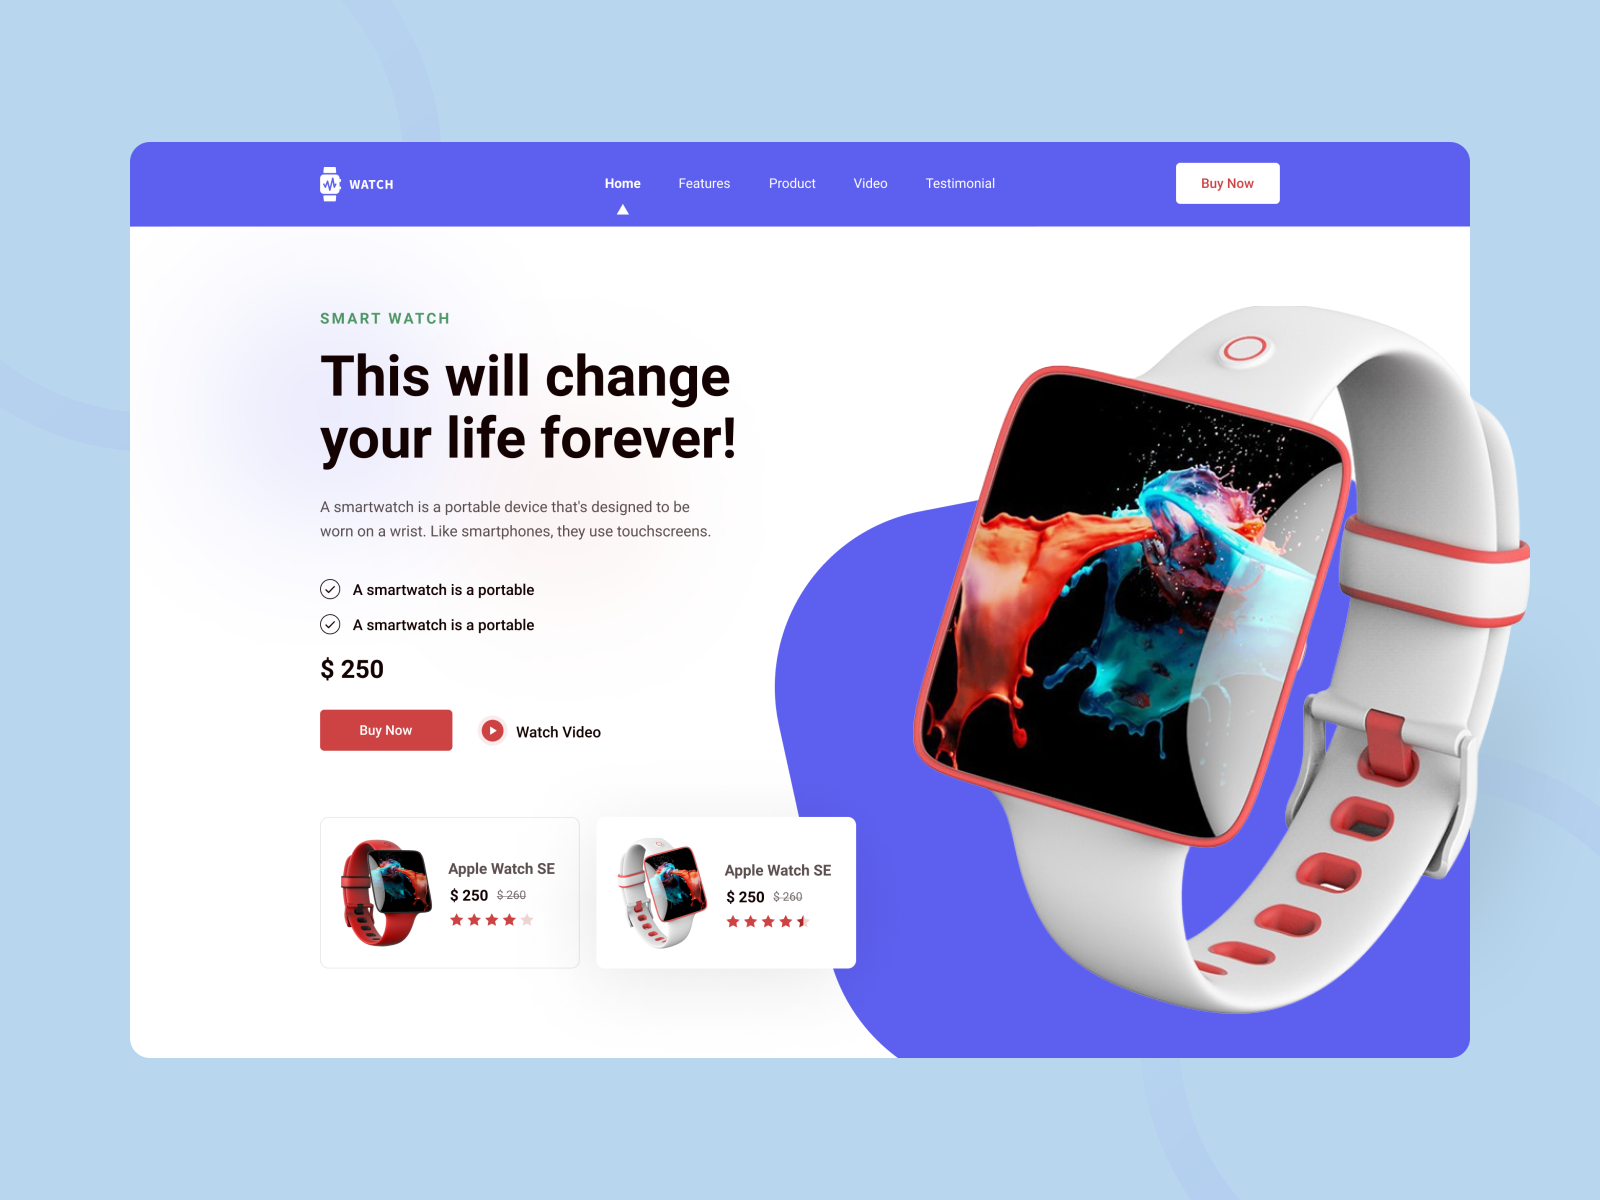 WATCH
Home
Features
Product
Video
Testimonial
Buy Now
SMART WATCH
This will change
your life forever!
A smartwatch is a portable device that's designed to be
worn on a wrist. Like smartphones, they use touchscreens.
A smartwatch is a portable
A smartwatch is a portable
$ 250
Buy Now
Watch Video
Apple Watch SE
$ 250 $ 260
Apple Watch SE
$ 250 $ 260